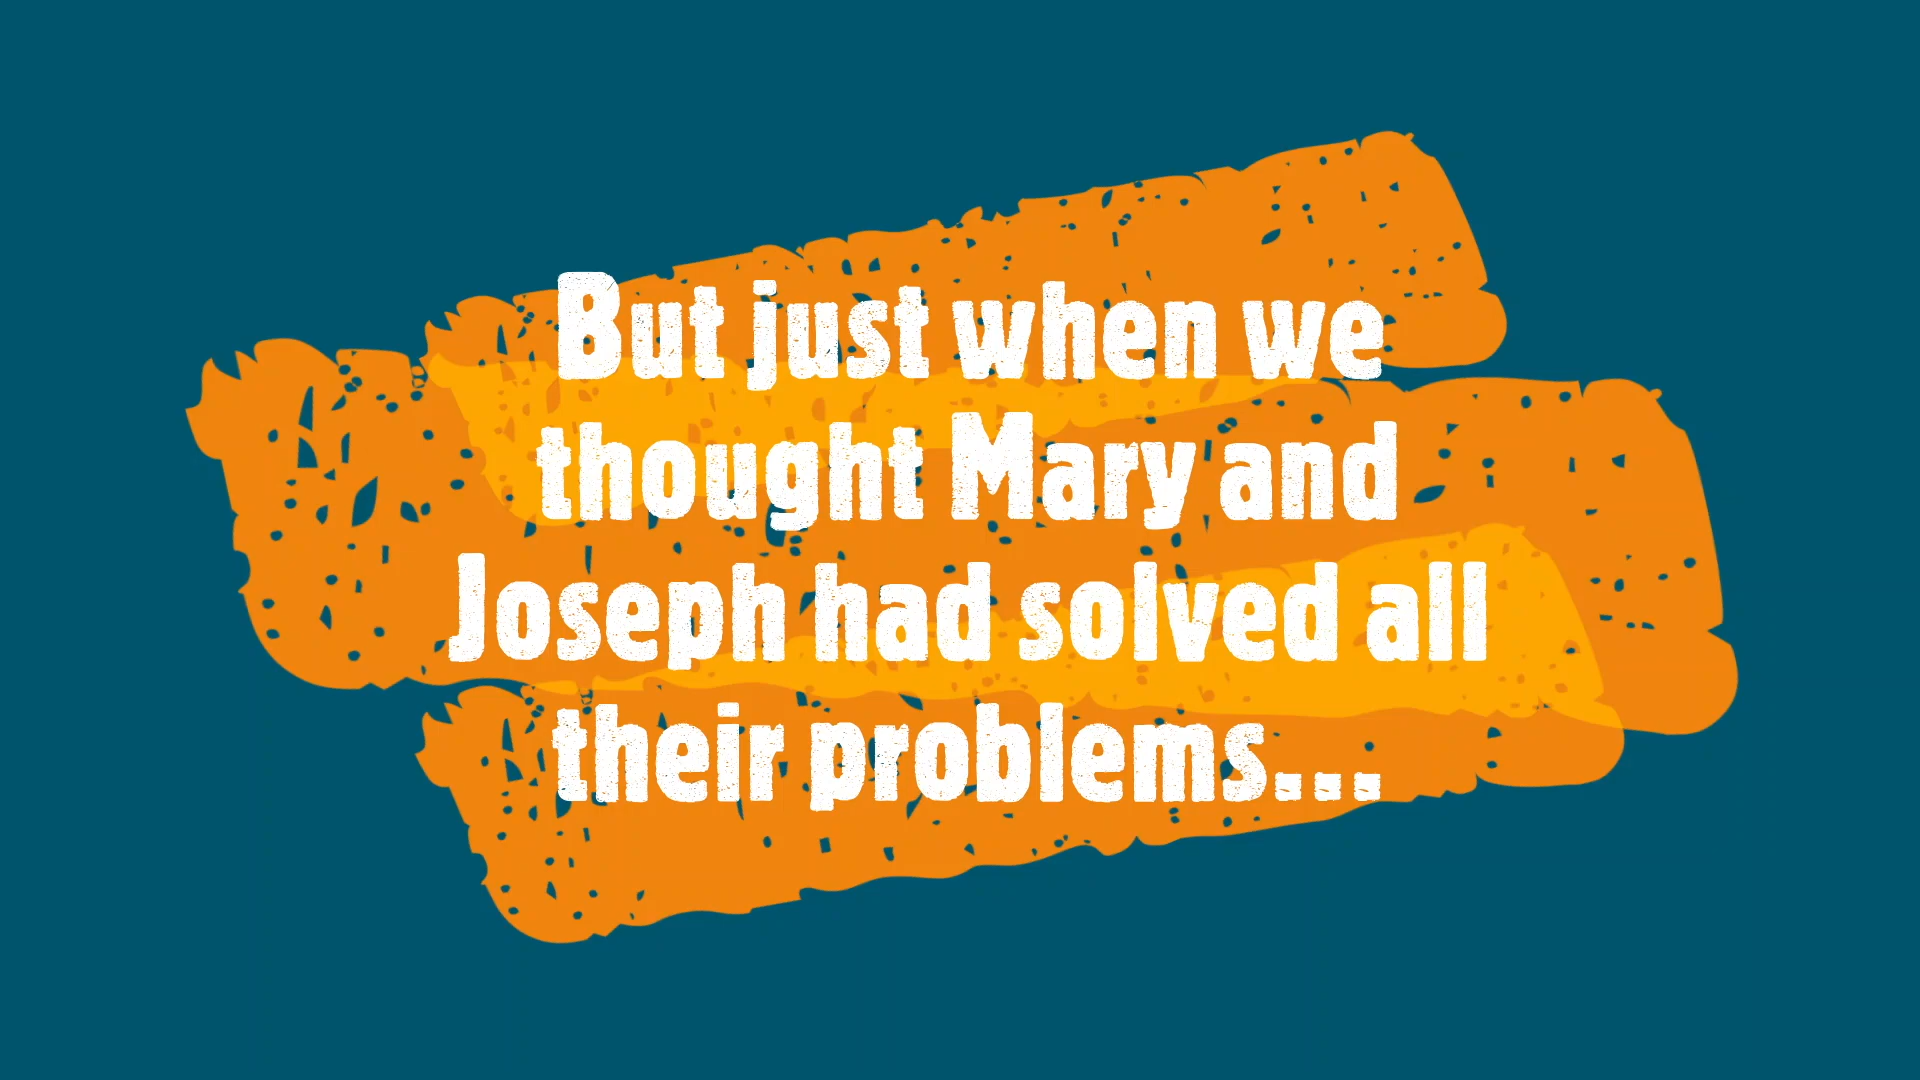 But just when we
thought Mary and
Joseph had solved all
their problems...